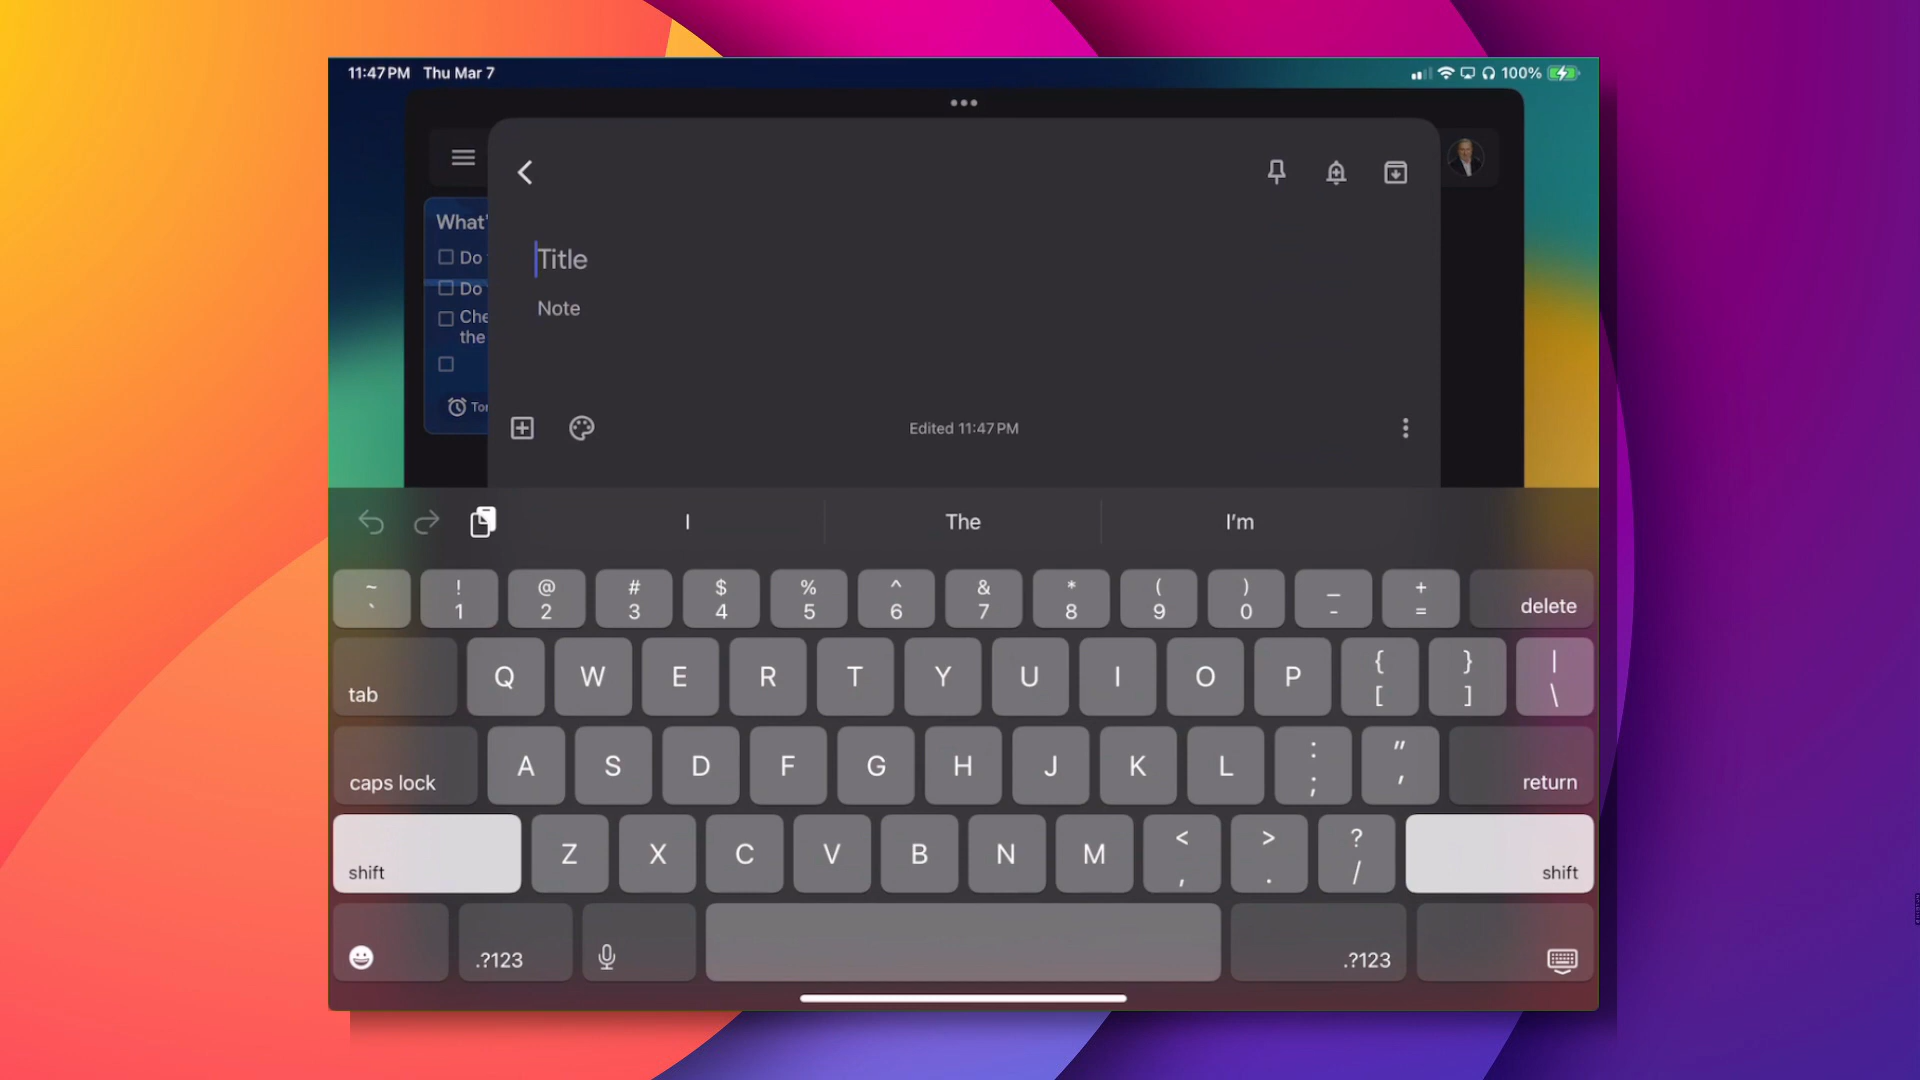 11:47 PM Thu Mar 7
100%
What'
Do
Do
Che
the
Tor
Title
Note
Edited 11:47 PM
I
The
I'm
~ ! @ # $ % ^ & * ( ) _ +
` 1 2 3 4 5 6 7 8 9 0 - = delete
tab Q W E R T Y U I O P { } |
[ ] \
caps lock A S D F G H J K L : " return
; '
shift Z X C V B N M < > ? shift
, . /
.?123 .?123